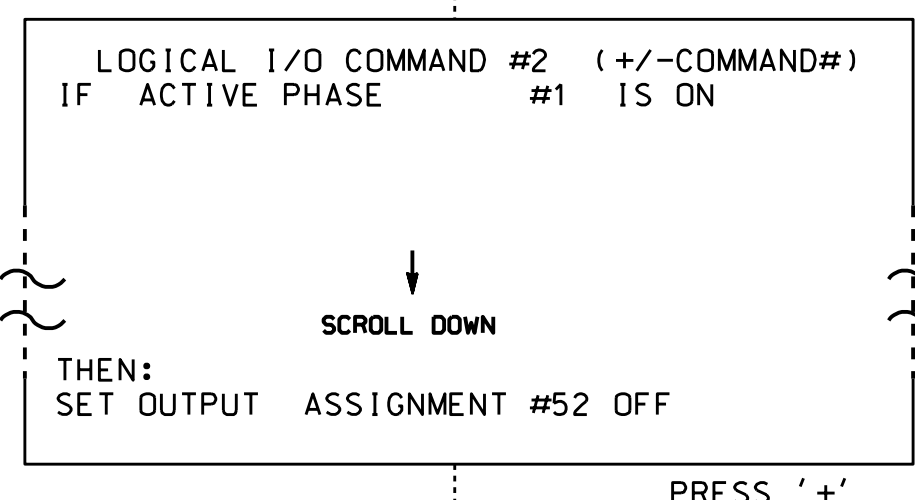 LOGICAL I/O COMMAND #2 (+/-COMMAND#)
IF ACTIVE PHASE #1 IS ON
SCROLL DOWN
THEN:
SET OUTPUT ASSIGNMENT #52 OFF
PRESS '+'